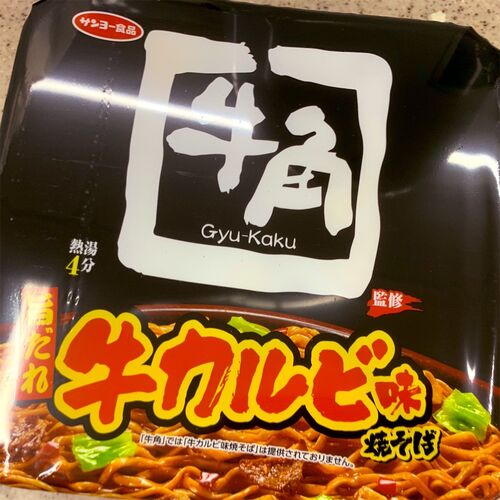 サンヨー食品
牛角
Gyu-Kaku
熱湯
4分
監修
旨だれ
牛カルビ味
焼そば
「牛角」では「牛カルビ味焼そば」は提供されておりません。